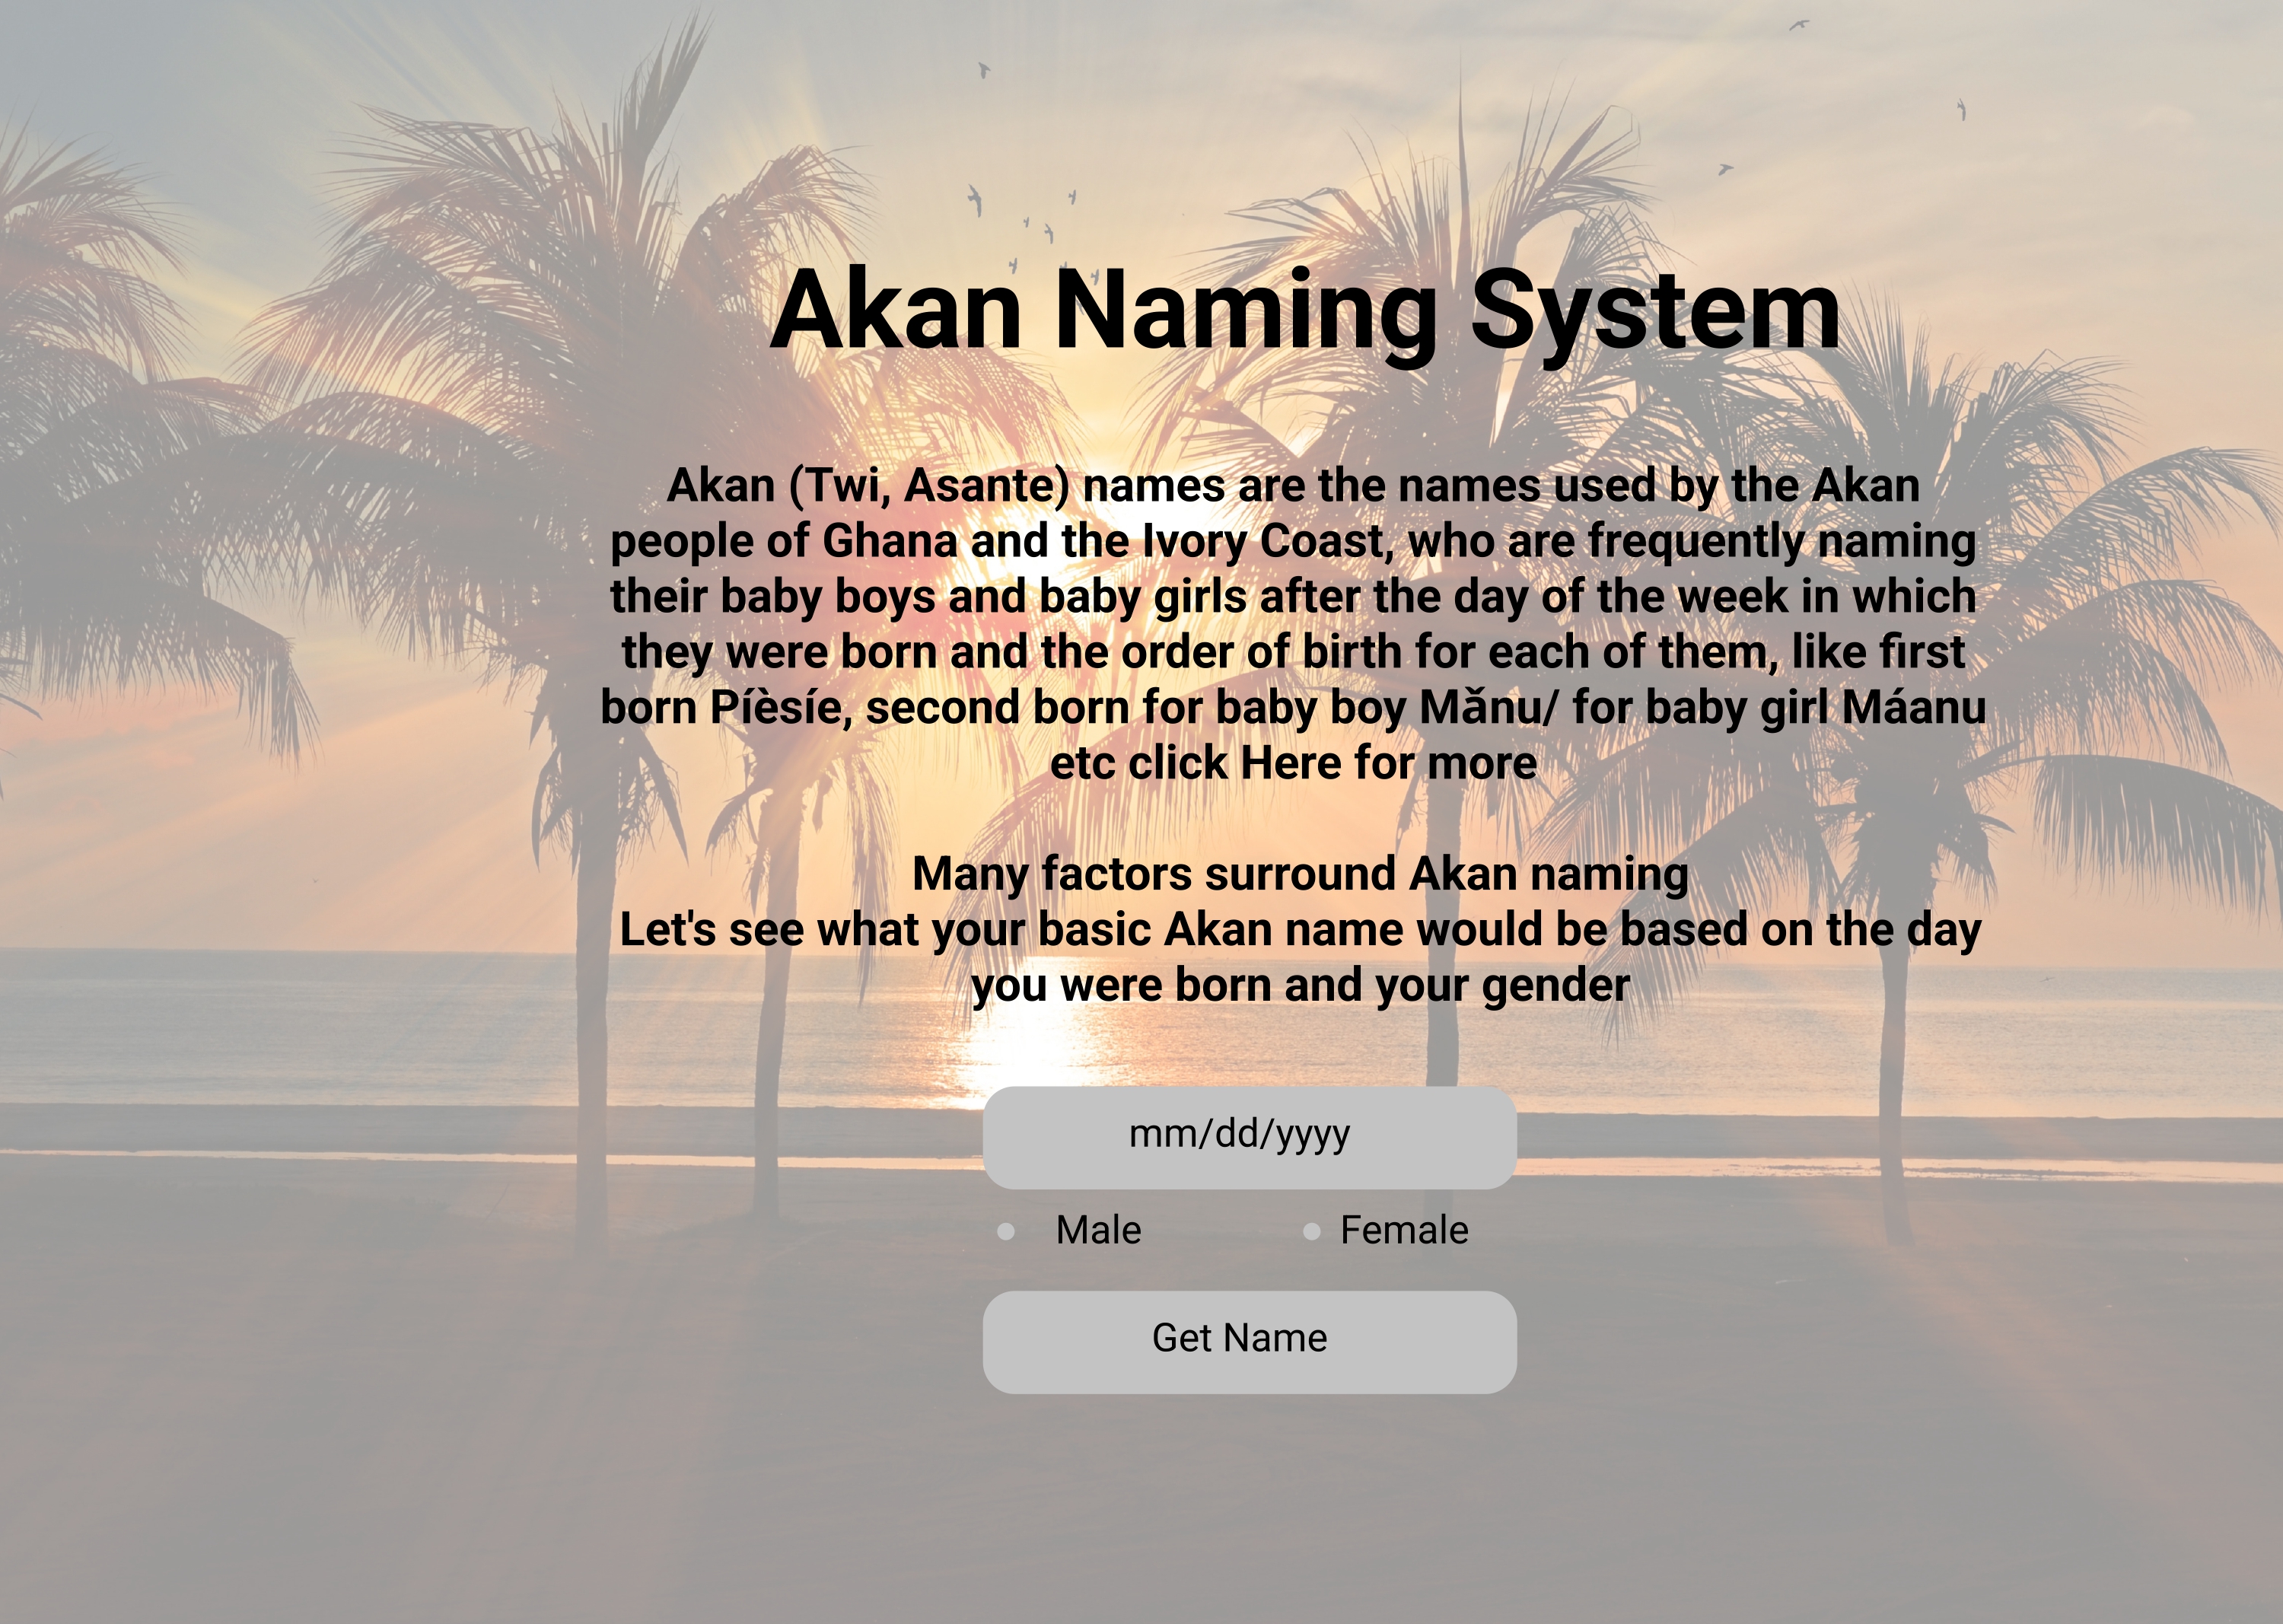 Akan Naming System
Akan (Twi, Asante) names are the names used by the Akan
people of Ghana and the Ivory Coast, who are frequently naming
their baby boys and baby girls after the day of the week in which
they were born and the order of birth for each of them, like first
born Píèsíe, second born for baby boy Mǎnu/ for baby girl Máanu
etc click Here for more
Many factors surround Akan naming
Let's see what your basic Akan name would be based on the day
you were born and your gender
mm/dd/yyyy
Male Female
Get Name